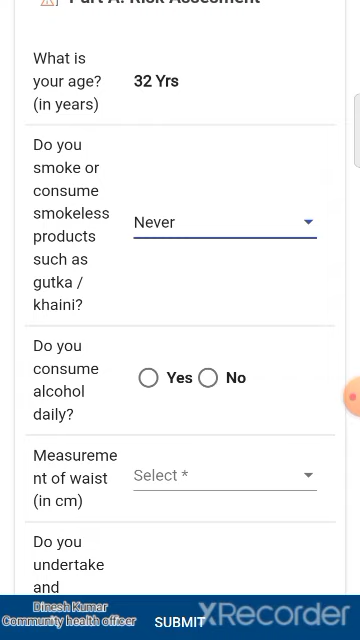 Part A: Risk Assesment
What is
your age?
(in years)
32 Yrs
Do you
smoke or
consume
smokeless
products
such as
gutka /
khaini?
Never
Do you
consume
alcohol
daily?
Yes
No
Measureme
nt of waist
(in cm)
Select *
Do you
undertake
and
Dinesh Kumar
Community health officer
SUBMIT
XRecorder